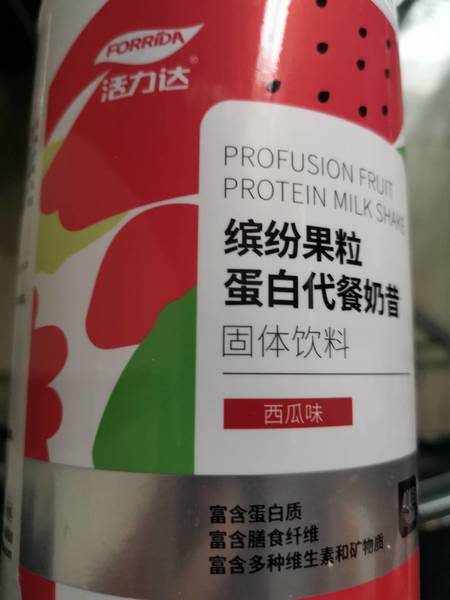 FORRIDA
活力达
PROFUSION FRUIT
PROTEIN MILK SHAKE
缤纷果粒
蛋白代餐奶昔
固体饮料
西瓜味
富含蛋白质
富含膳食纤维
富含多种维生素和矿物质